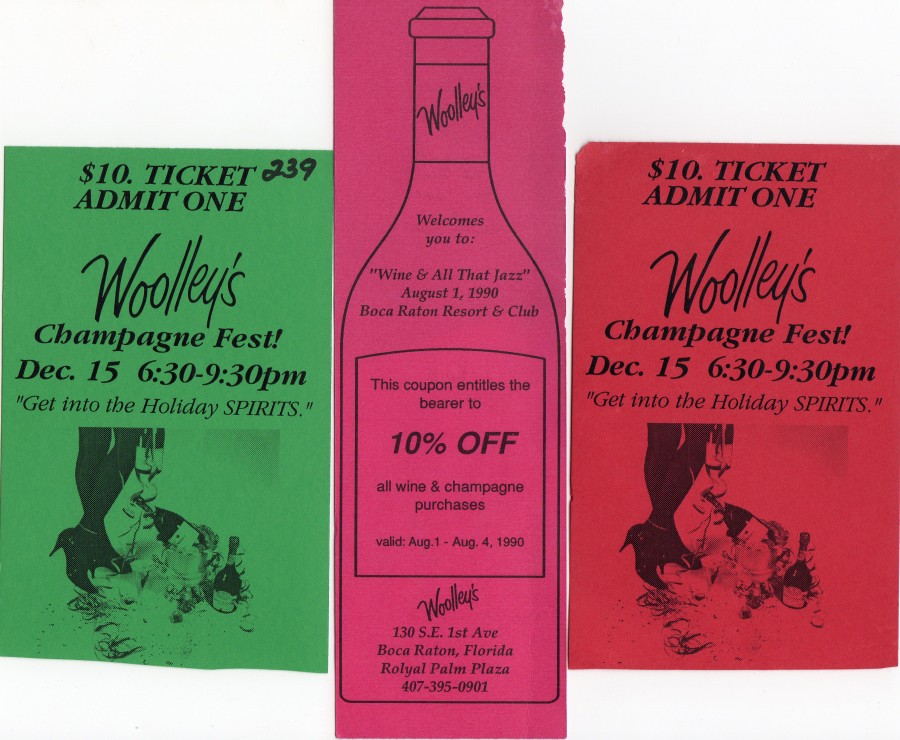 $10. TICKET 239
ADMIT ONE
Woolley's
Champagne Fest!
Dec. 15 6:30-9:30pm
"Get into the Holiday SPIRITS."
Woolley's
Welcomes
you to:
"Wine & All That Jazz"
August 1, 1990
Boca Raton Resort & Club
This coupon entitles the
bearer to
10% OFF
all wine & champagne
purchases
valid: Aug.1 - Aug. 4, 1990
Woolley's
130 S.E. 1st Ave
Boca Raton, Florida
Rolyal Palm Plaza
407-395-0901
$10. TICKET
ADMIT ONE
Woolley's
Champagne Fest!
Dec. 15 6:30-9:30pm
"Get into the Holiday SPIRITS."